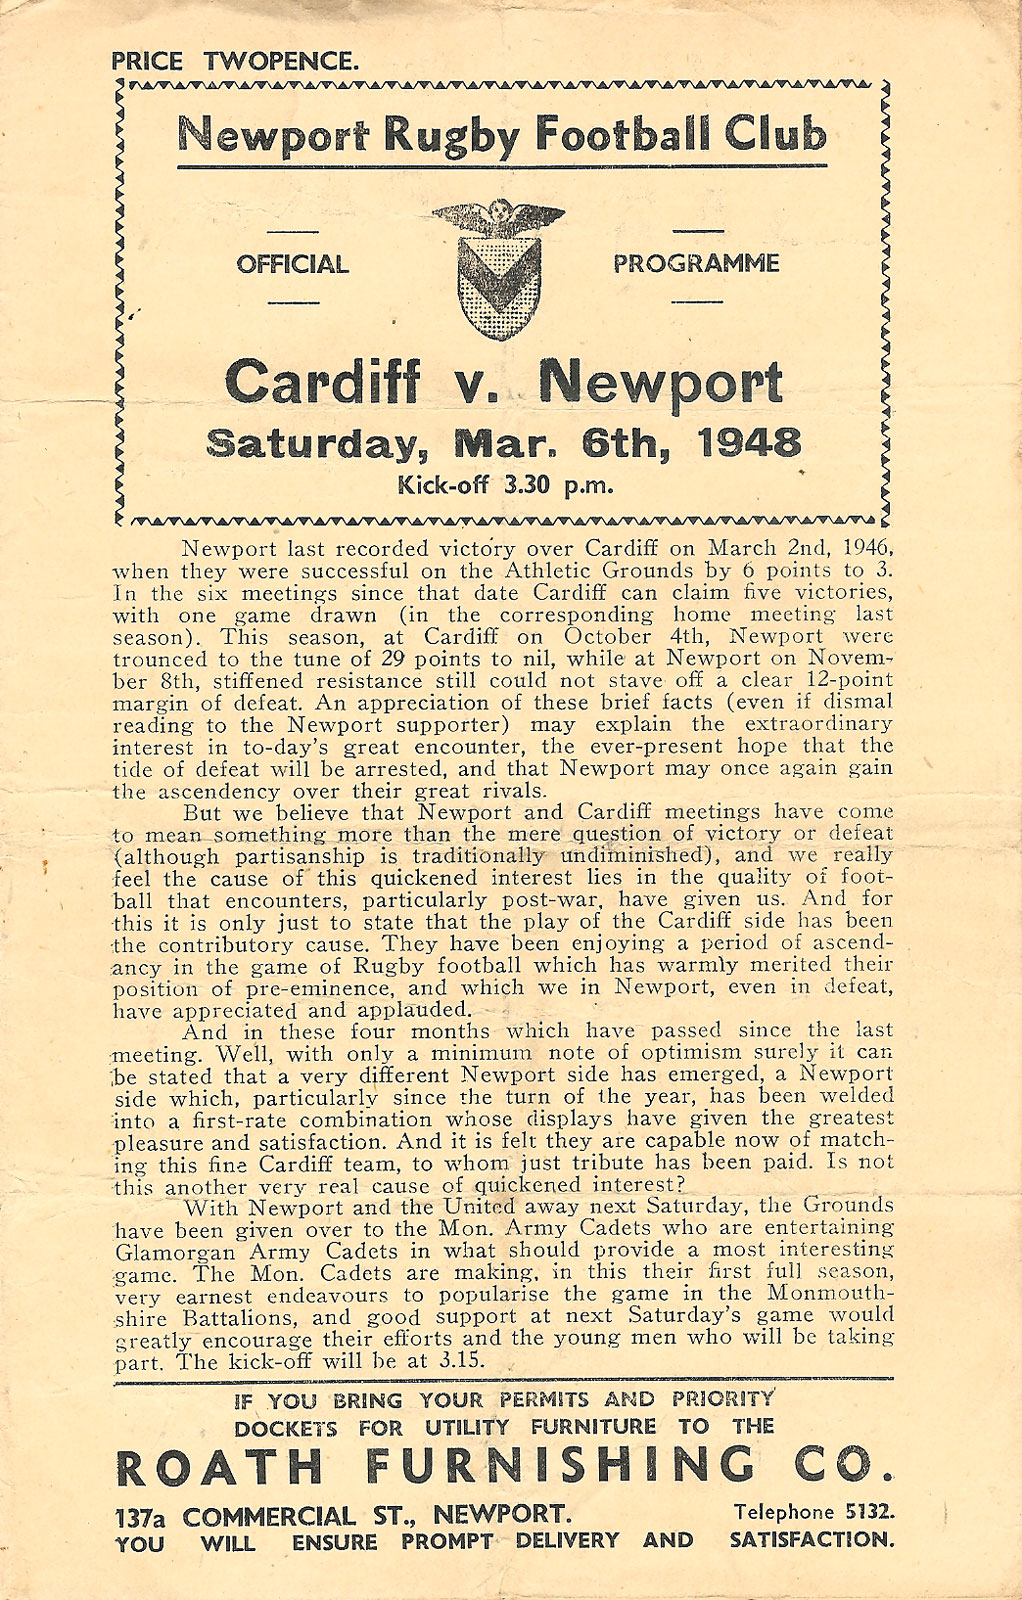 PRICE TWOPENCE.
Newport Rugby Football Club
OFFICIAL PROGRAMME
Cardiff v. Newport
Saturday, Mar. 6th, 1948
Kick-off 3.30 p.m.
Newport last recorded victory over Cardiff on March 2nd, 1946,
when they were successful on the Athletic Grounds by 6 points to 3.
In the six meetings since that date Cardiff can claim five victories,
with one game drawn (in the corresponding home meeting last
season). This season, at Cardiff on October 4th, Newport were
trounced to the tune of 29 points to nil, while at Newport on Novem-
ber 8th, stiffened resistance still could not stave off a clear 12-point
margin of defeat. An appreciation of these brief facts (even if dismal
reading to the Newport supporter) may explain the extraordinary
interest in to-day's great encounter, the ever-present hope that the
tide of defeat will be arrested, and that Newport may once again gain
the ascendency over their great rivals.
But we believe that Newport and Cardiff meetings have come
to mean something more than the mere question of victory or defeat
(although partisanship is traditionally undiminished), and we really
feel the cause of this quickened interest lies in the quality of foot-
ball that encounters, particularly post-war, have given us. And for
this it is only just to state that the play of the Cardiff side has been
the contributory cause. They have been enjoying a period of ascend-
ancy in the game of Rugby football which has warmly merited their
position of pre-eminence, and which we in Newport, even in defeat,
have appreciated and applauded.
And in these four months which have passed since the last
meeting. Well, with only a minimum note of optimism surely it can
be stated that a very different Newport side has emerged, a Newport
side which, particularly since the turn of the year, has been welded
into a first-rate combination whose displays have given the greatest
pleasure and satisfaction. And it is felt they are capable now of match-
ing this fine Cardiff team, to whom just tribute has been paid. Is not
this another very real cause of quickened interest?
With Newport and the United away next Saturday, the Grounds
have been given over to the Mon. Army Cadets who are entertaining
Glamorgan Army Cadets in what should provide a most interesting
game. The Mon. Cadets are making, in this their first full season,
very earnest endeavours to popularise the game in the Monmouth-
shire Battalions, and good support at next Saturday's game would
greatly encourage their efforts and the young men who will be taking
part. The kick-off will be at 3.15.
IF YOU BRING YOUR PERMITS AND PRIORITY
DOCKETS FOR UTILITY FURNITURE TO THE
ROATH FURNISHING CO.
137a COMMERCIAL ST., NEWPORT. Telephone 5132.
YOU WILL ENSURE PROMPT DELIVERY AND SATISFACTION.